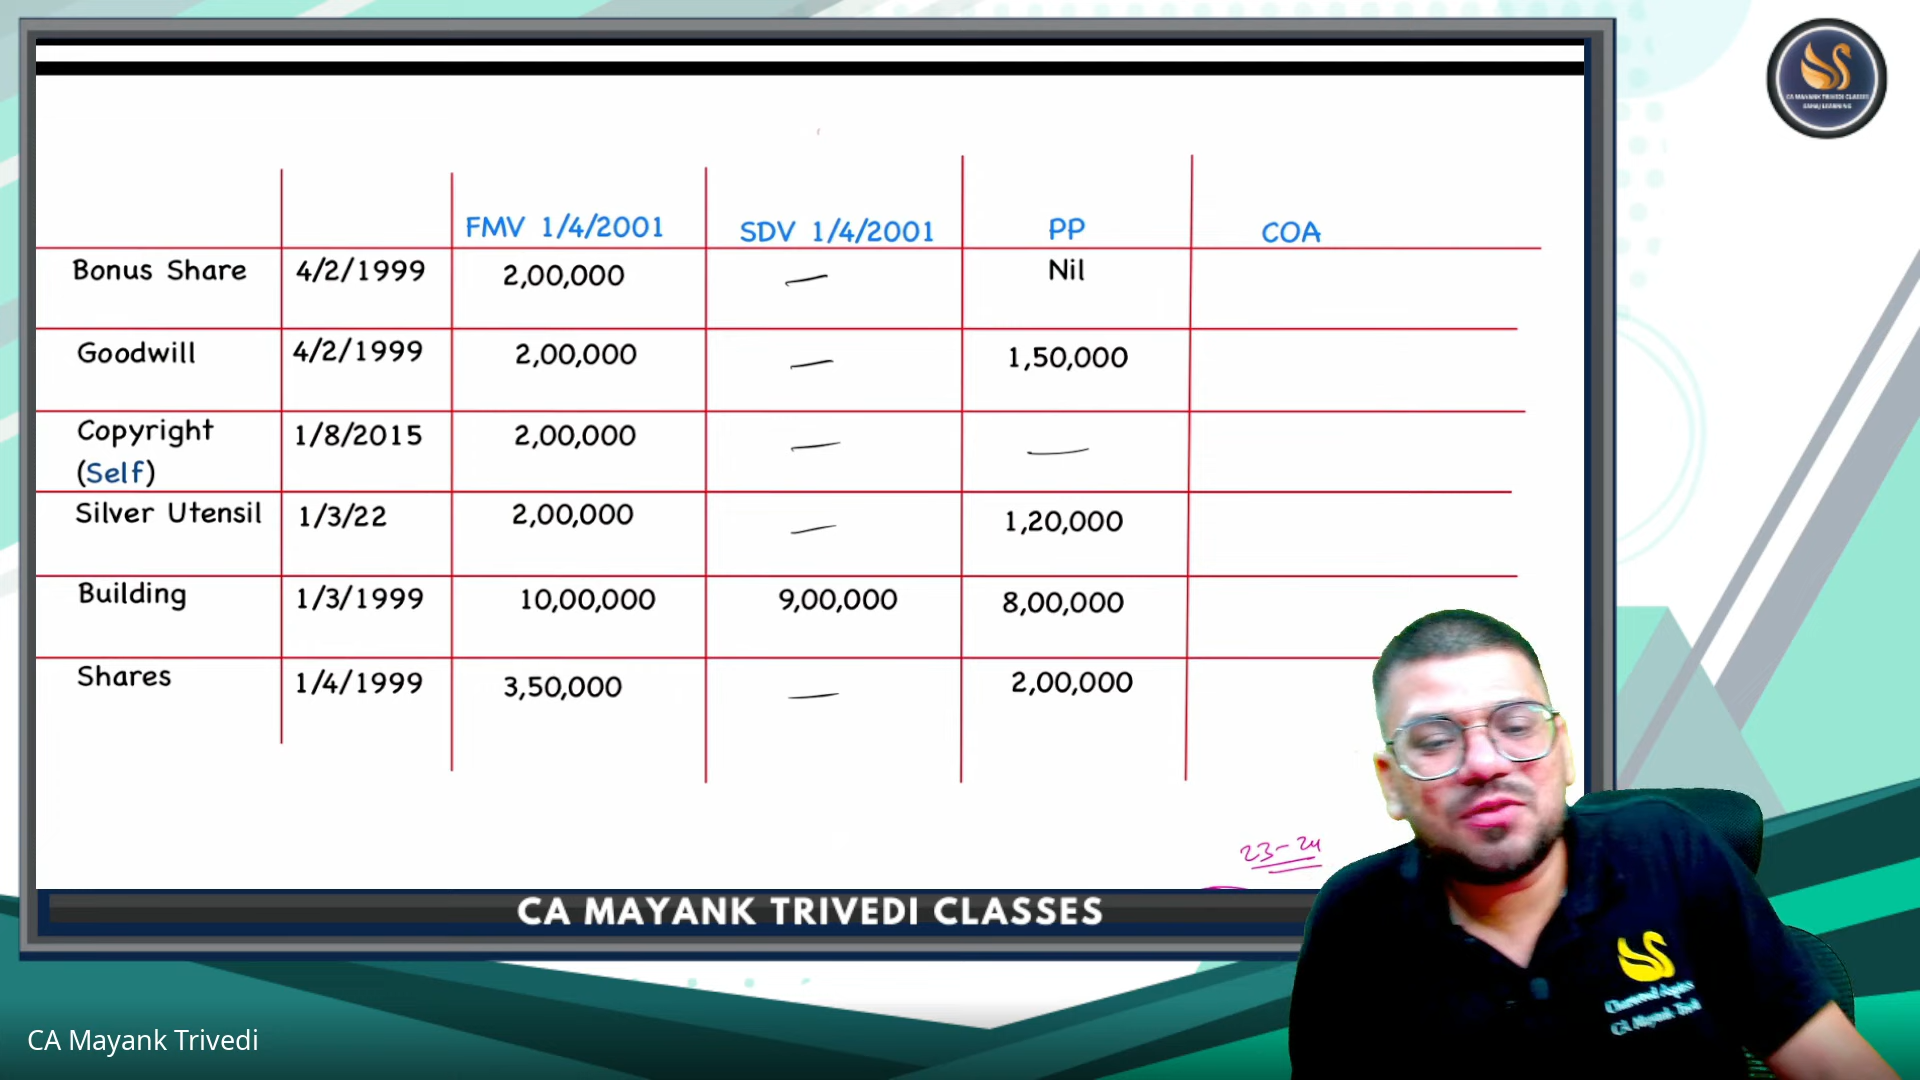 FMV 1/4/2001 SDV 1/4/2001 PP COA
Bonus Share 4/2/1999 2,00,000 — Nil
Goodwill 4/2/1999 2,00,000 — 1,50,000
Copyright (Self) 1/8/2015 2,00,000 — —
Silver Utensil 1/3/22 2,00,000 — 1,20,000
Building 1/3/1999 10,00,000 9,00,000 8,00,000
Shares 1/4/1999 3,50,000 — 2,00,000
23-24
CA MAYANK TRIVEDI CLASSES
CA Mayank Trivedi
CA MAYANK TRIVEDI CLASSES